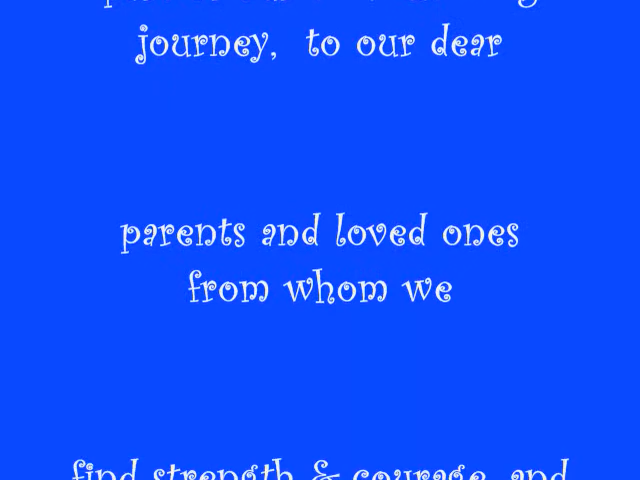 journey, to our dear
parents and loved ones
from whom we
find strength & courage, and